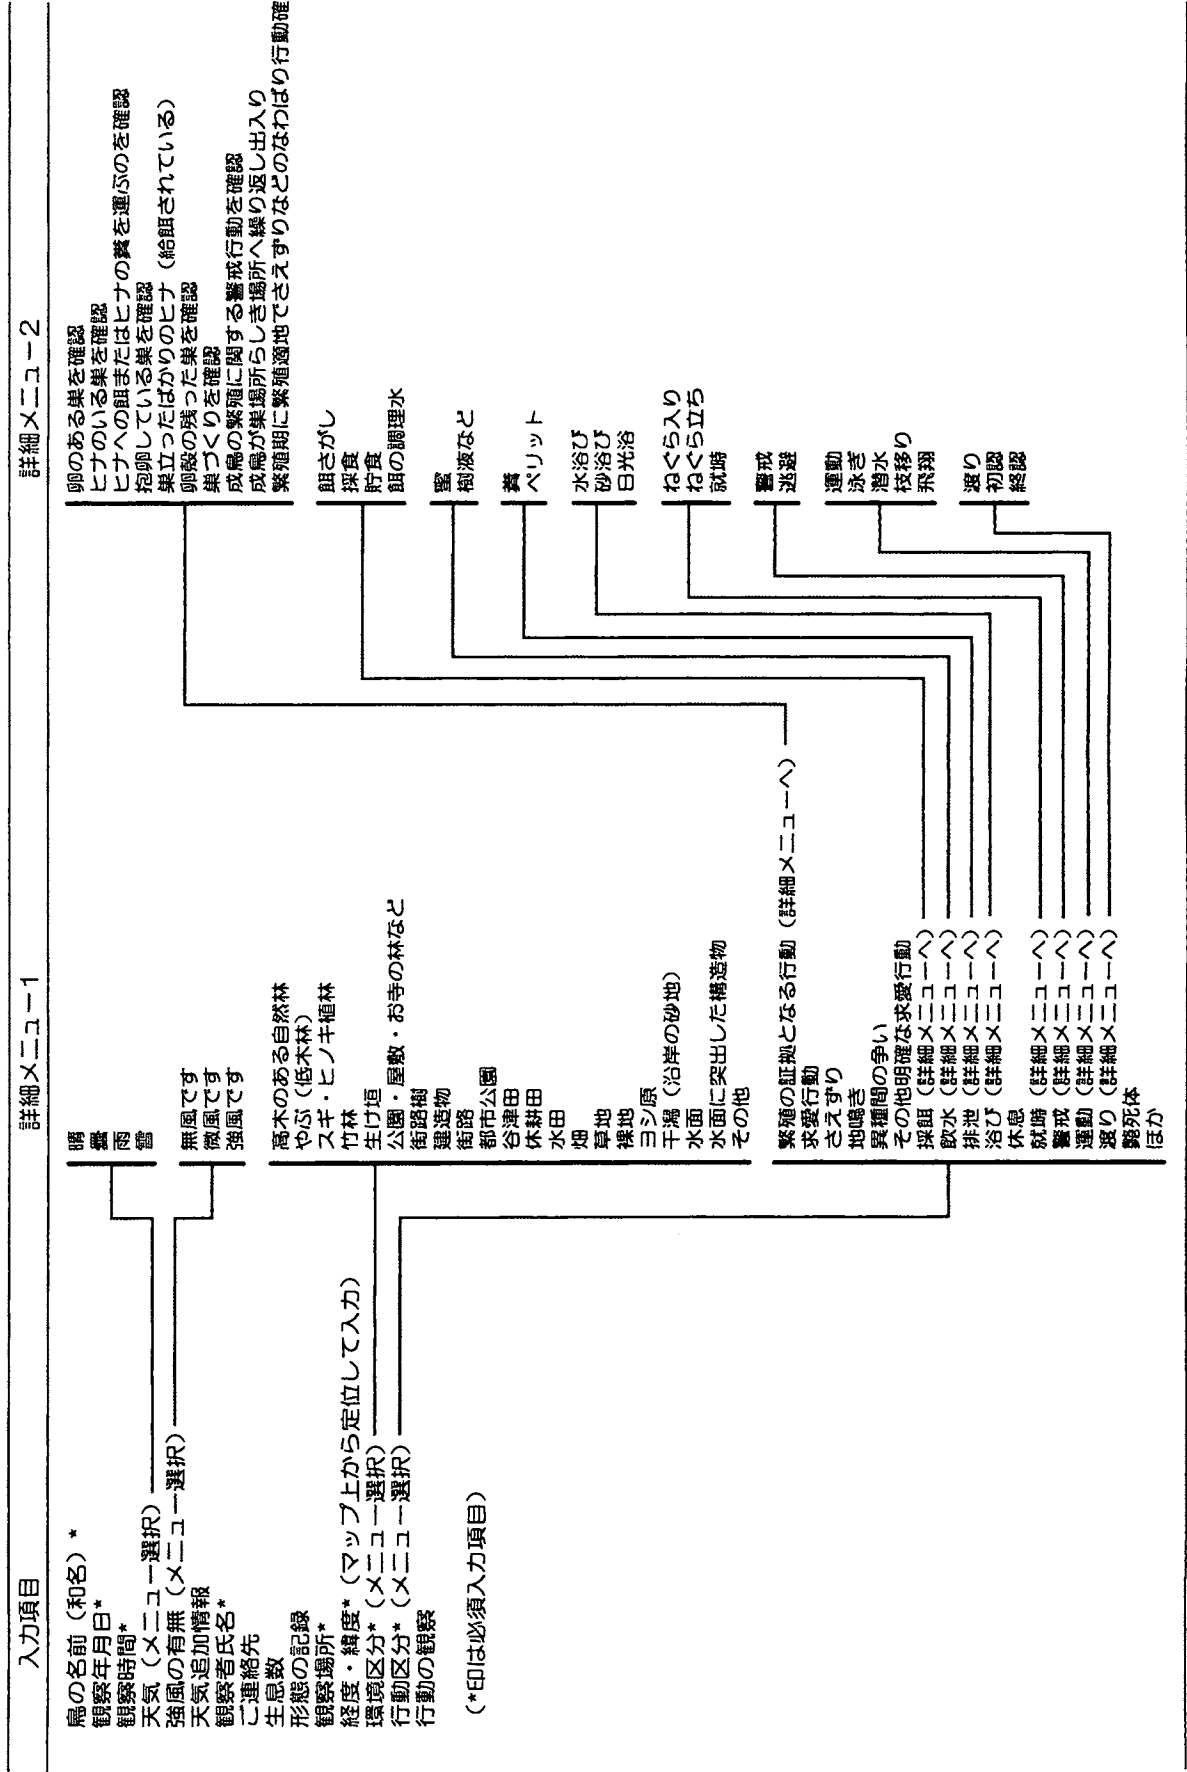 入力項目
鳥の名前（和名）*
観察年月日*
観察時間*
天気（メニュー選択）
強風の有無（メニュー選択）
天気追加情報
観察者氏名*
ご連絡先
生息数
形態の記録
観察場所*
経度・緯度*（マップ上から定位して入力）
環境区分*（メニュー選択）
行動区分*（メニュー選択）
行動の観察
（*印は必須入力項目）
詳細メニュー1
晴
曇
雨
雪
無風です
微風です
強風です
高木のある自然林
やぶ（低木林）
スギ・ヒノキ植林
竹林
生け垣
公園・屋敷・お寺の林など
街路樹
建造物
街路
都市公園
谷津田
休耕田
水田
畑
草地
裸地
ヨシ原
干潟（沿岸の砂地）
水面
水面に突出した構造物
その他
繁殖の証拠となる行動（詳細メニューへ）
求愛行動
さえずり
地鳴き
異種間の争い
その他明確な求愛行動
採餌（詳細メニューへ）
飲水（詳細メニューへ）
排泄（詳細メニューへ）
浴び（詳細メニューへ）
休息
就塒（詳細メニューへ）
警戒（詳細メニューへ）
運動（詳細メニューへ）
渡り（詳細メニューへ）
斃死体
ほか
詳細メニュー2
卵のある巣を確認
ヒナのいる巣を確認
ヒナへの餌またはヒナの糞を運ぶのを確認
抱卵している巣を確認
巣立ったばかりのヒナ（給餌されている）
卵殻の残った巣を確認
巣づくりを確認
成鳥の繁殖に関する警戒行動を確認
成鳥が巣場所らしき場所へ繰り返し出入り
繁殖期に繁殖適地でさえずりなどのなわばり行動確
餌さがし
採食
貯食
餌の調理水
蜜
樹液など
糞
ペリット
水浴び
砂浴び
日光浴
ねぐら入り
ねぐら立ち
就塒
警戒
逃避
運動
泳ぎ
潜水
枝移り
飛翔
渡り
初認
終認